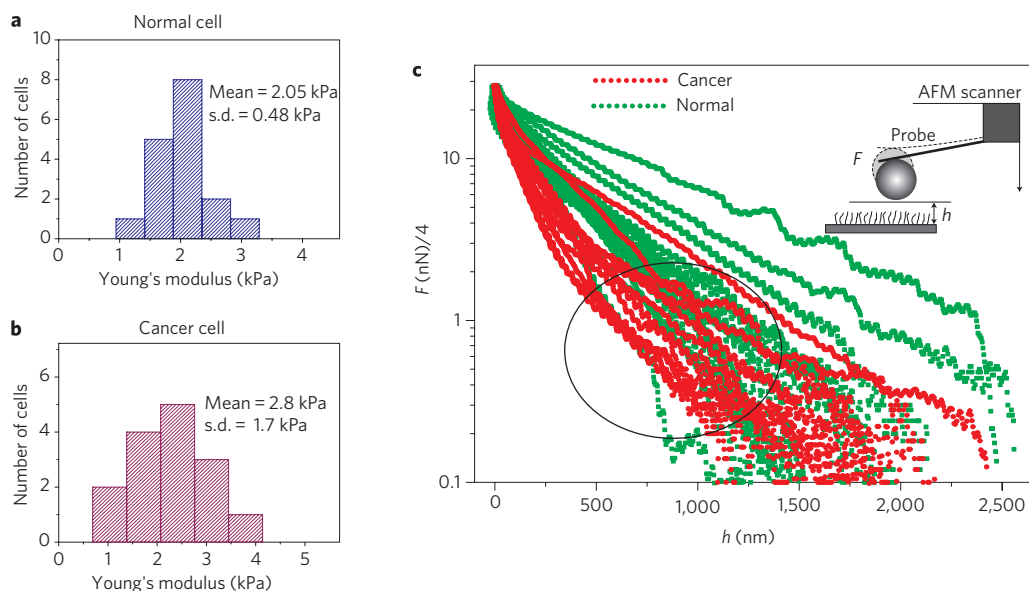 a
Normal cell
10
8
6
4
2
0
Number of cells
Mean = 2.05 kPa
s.d. = 0.48 kPa
0 1 2 3 4
Young's modulus (kPa)
b
Cancer cell
6
4
2
0
Number of cells
Mean = 2.8 kPa
s.d. = 1.7 kPa
0 1 2 3 4 5
Young's modulus (kPa)
c
Cancer
Normal
AFM scanner
Probe
F
h
10
1
0.1
F (nN)/4
0 500 1,000 1,500 2,000 2,500
h (nm)